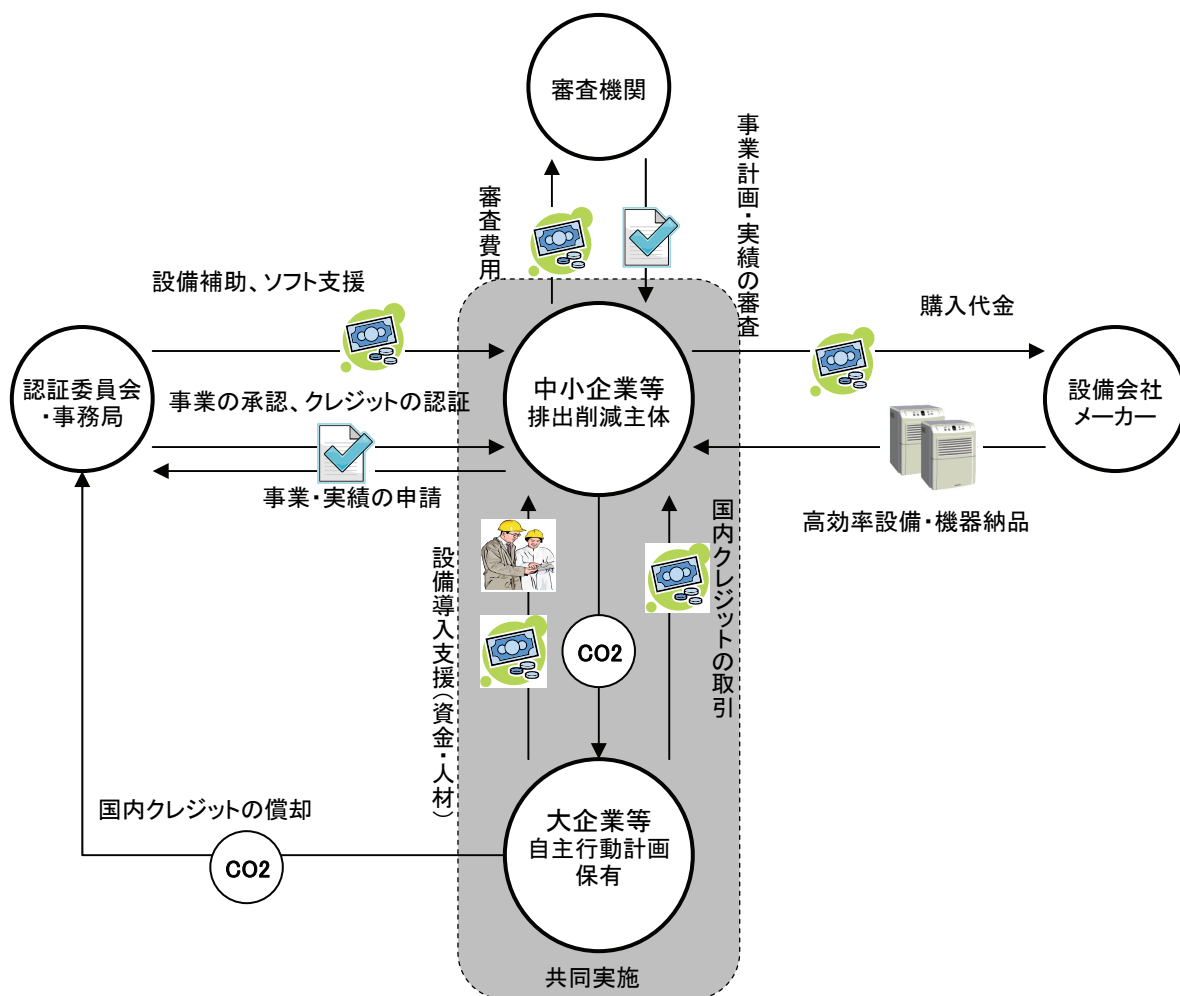 審査機関
審査費用
事業計画・実績の審査
設備補助、ソフト支援
購入代金
認証委員会
・事務局
事業の承認、クレジットの認証
中小企業等
排出削減主体
設備会社
メーカー
事業・実績の申請
高効率設備・機器納品
設備導入支援(資金・人材)
国内クレジットの取引
CO2
国内クレジットの償却
CO2
大企業等
自主行動計画
保有
共同実施